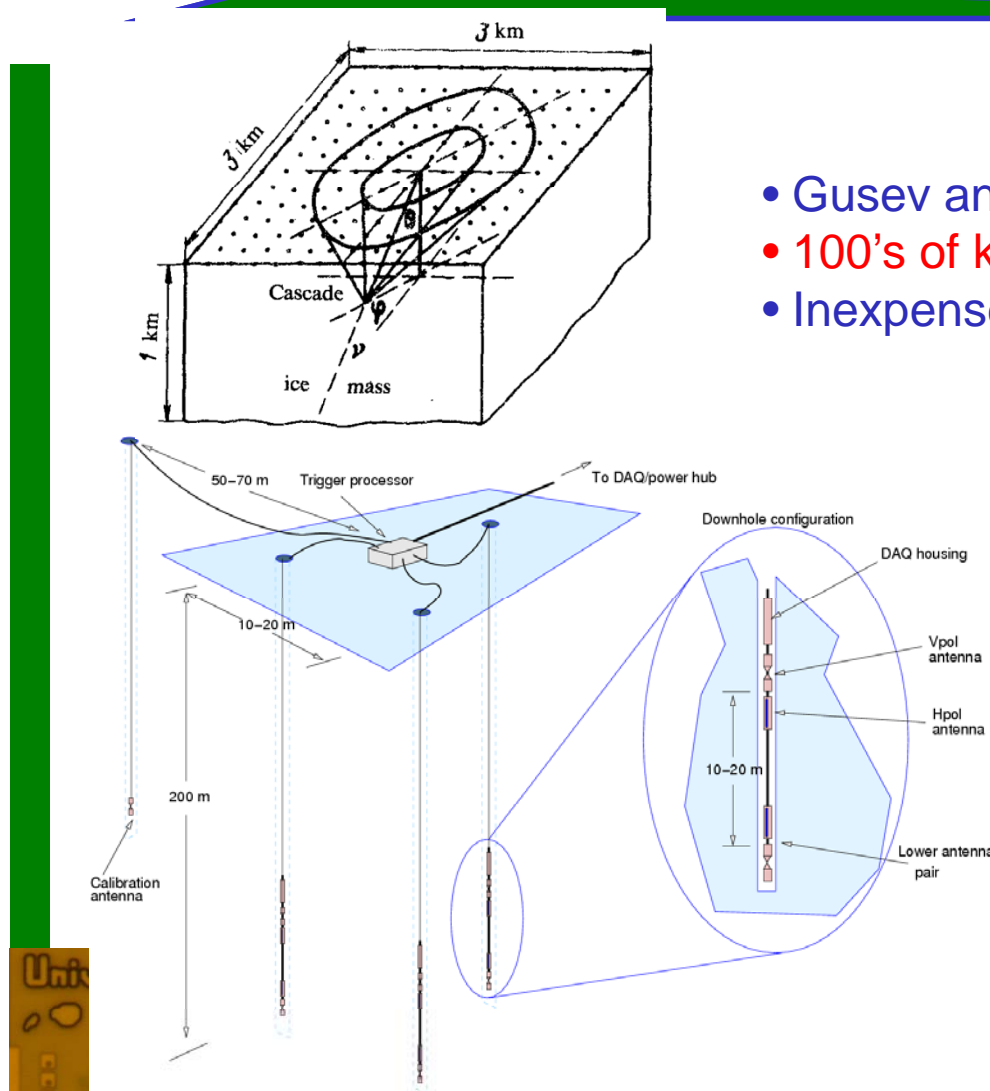 3 km
3 km
• Gusev an
• 100's of k
• Inexpense
Cascade
φ
ν
1 km
ice mass
50–70 m
Trigger processor
To DAQ/power hub
Downhole configuration
DAQ housing
10–20 m
Vpol
antenna
Hpol
antenna
10–20 m
200 m
Lower antenna
pair
Calibration
antenna
Univ